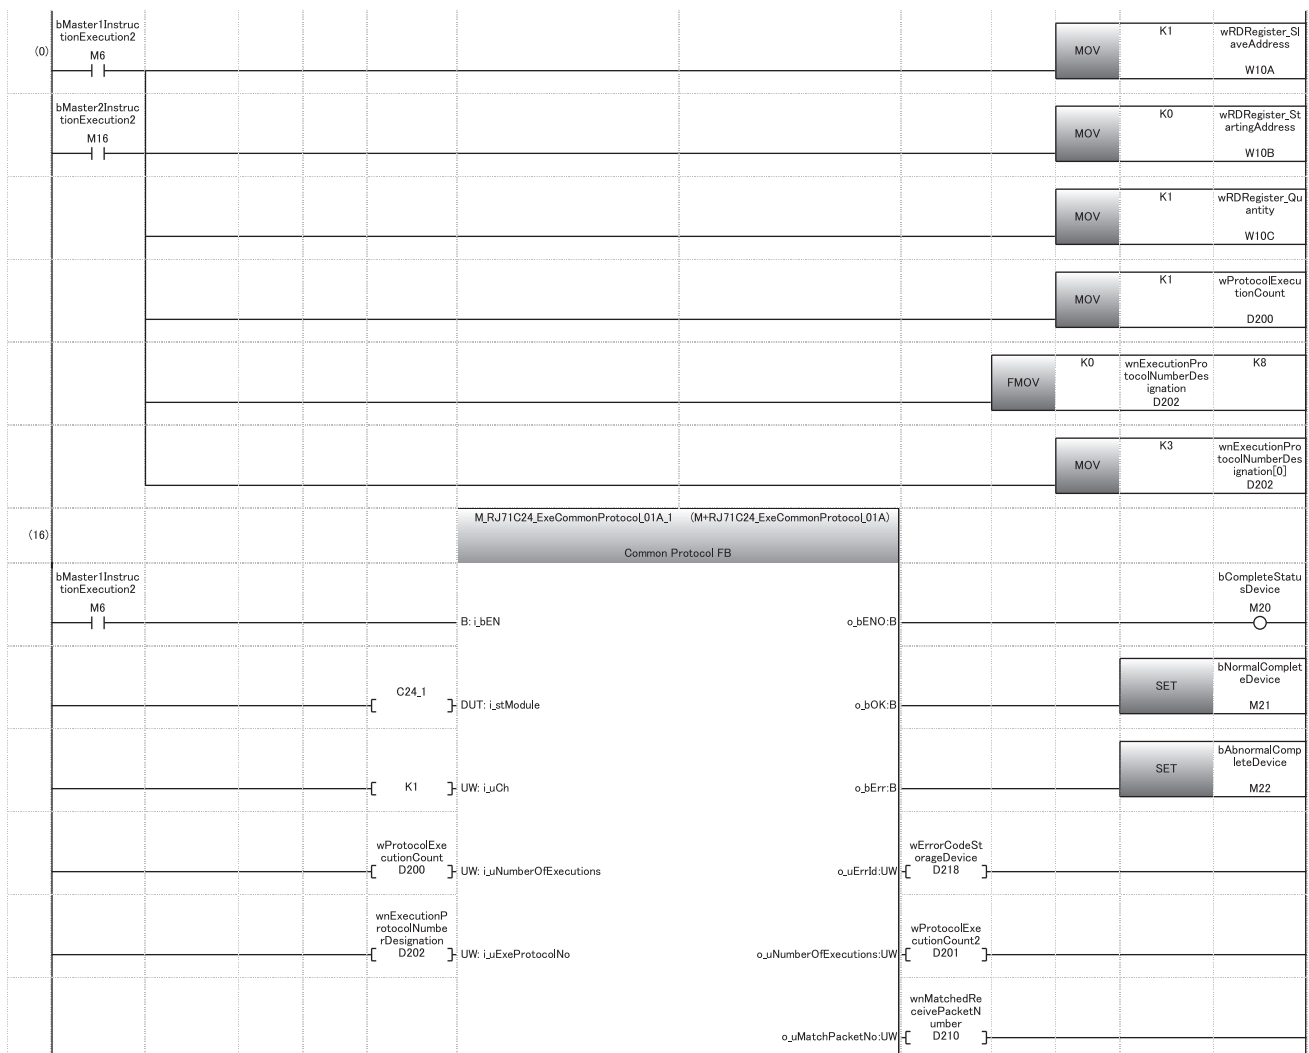 bMaster1Instruc
tionExecution2
(0)
M6
MOV
K1
wRDRegister_Sl
aveAddress
W10A
bMaster2Instruc
tionExecution2
M16
MOV
K0
wRDRegister_St
artingAddress
W10B
MOV
K1
wRDRegister_Qu
antity
W10C
MOV
K1
wProtocolExecu
tionCount
D200
FMOV
K0
wnExecutionPro
tocolNumberDes
ignation
D202
K8
MOV
K3
wnExecutionPro
tocolNumberDes
ignation[0]
D202
(16)
M_RJ71C24_ExeCommonProtocol_01A_1 (M+RJ71C24_ExeCommonProtocol_01A)
Common Protocol FB
bMaster1Instruc
tionExecution2
M6
B: i_bEN
o_bENO:B
bCompleteStatu
sDevice
M20
C24_1
DUT: i_stModule
o_bOK:B
SET
bNormalComplet
eDevice
M21
K1
UW: i_uCh
o_bErr:B
SET
bAbnormalComp
leteDevice
M22
wProtocolExe
cutionCount
D200
UW: i_uNumberOfExecutions
o_uErrId:UW
wErrorCodeSt
orageDevice
D218
wnExecutionP
rotocolNumbe
rDesignation
D202
UW: i_uExeProtocolNo
o_uNumberOfExecutions:UW
wProtocolExe
cutionCount2
D201
o_uMatchPacketNo:UW
wnMatchedRe
ceivePacketN
umber
D210